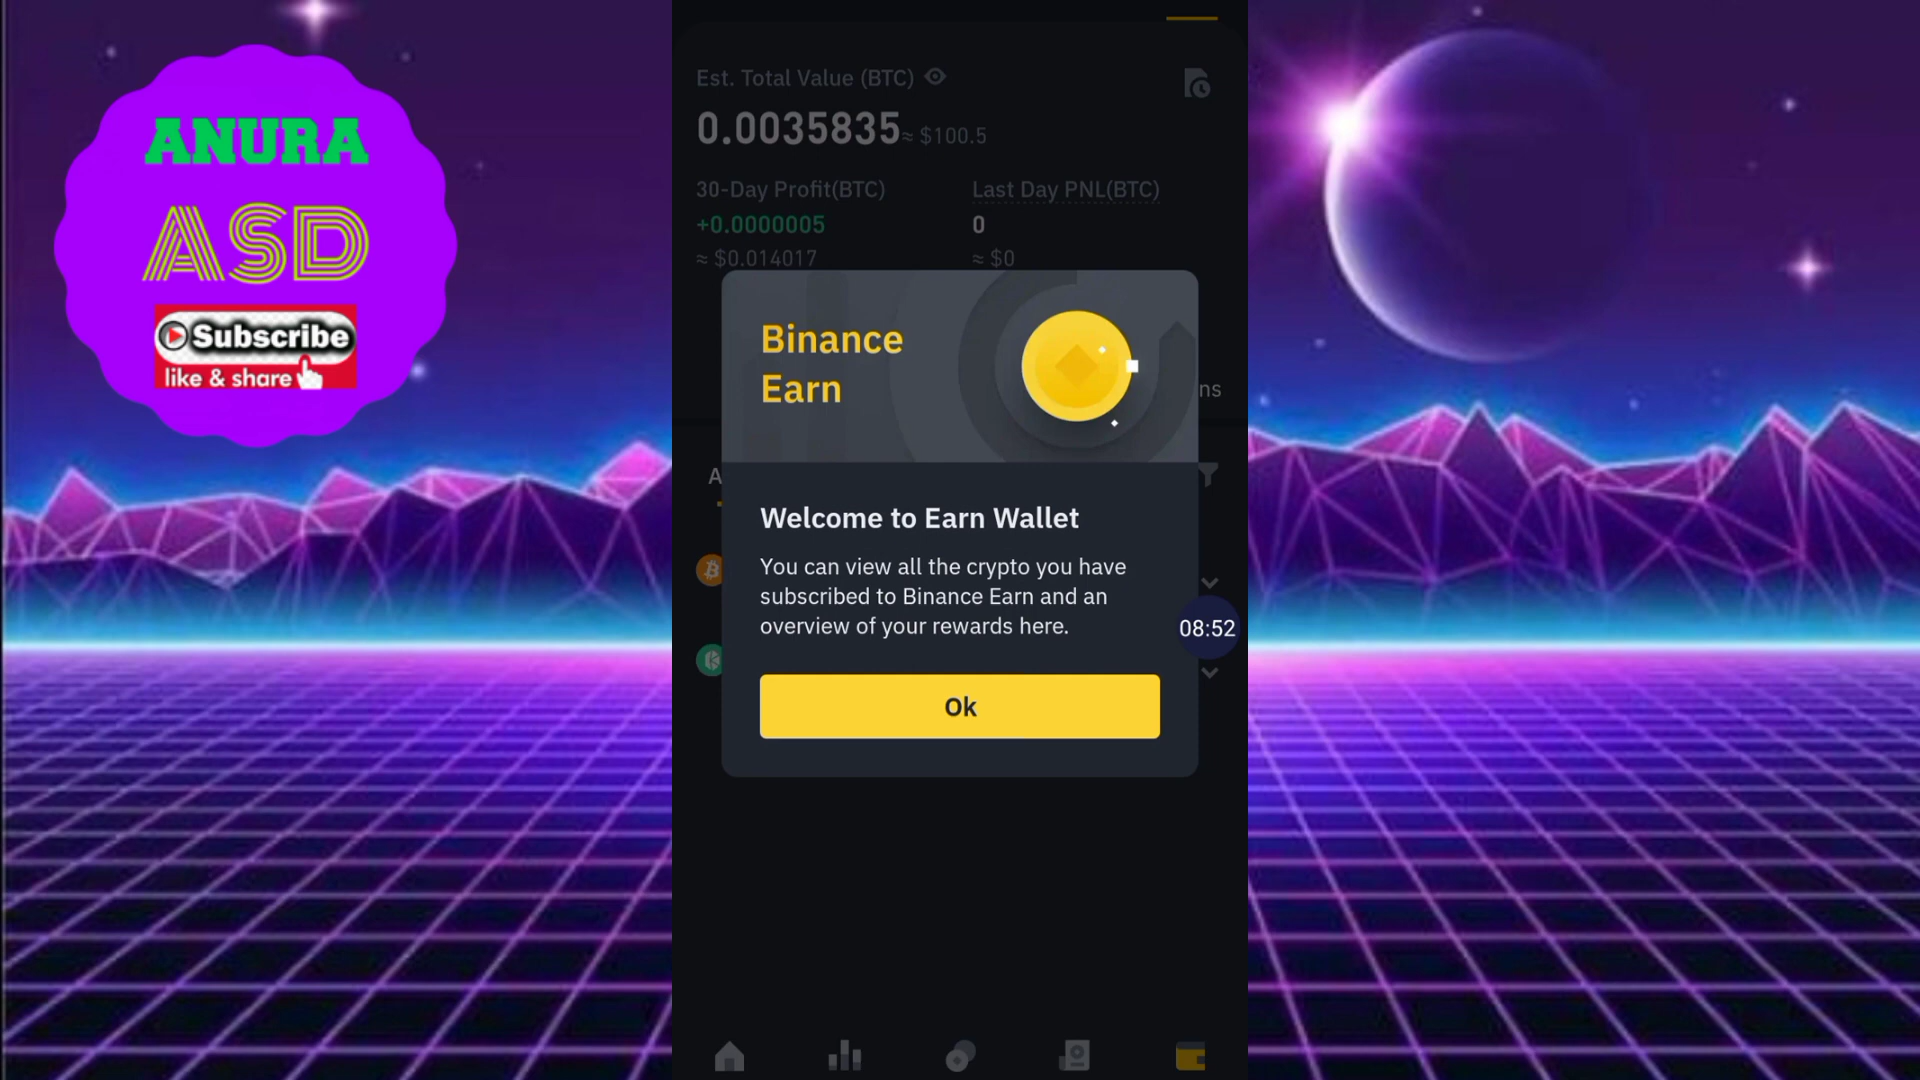 ANURA
ASD
Subscribe
like & share
Est. Total Value (BTC)
0.0035835 ≈ $100.5
30-Day Profit(BTC)
Last Day PNL(BTC)
+0.0000005
0
≈ $0.014017
≈ $0
Binance
Earn
ns
A
Welcome to Earn Wallet
You can view all the crypto you have
subscribed to Binance Earn and an
overview of your rewards here.
08:52
Ok